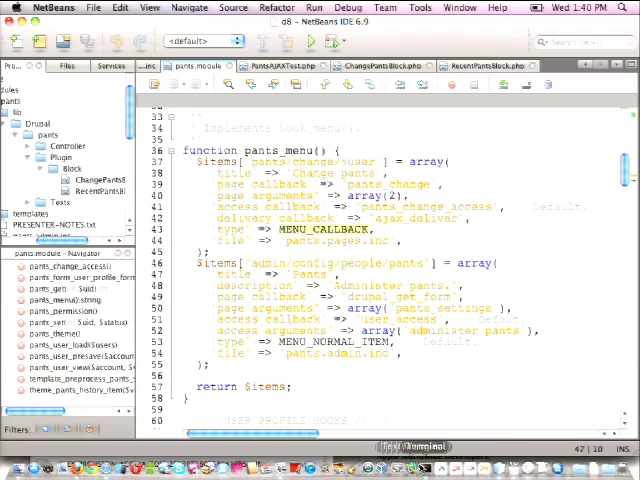 NetBeans File Edit View Navigate Source Refactor Run Debug Team Tools Window Help Wed 1:40 PM
d8 - NetBeans IDE 6.9
<default>
Search
Files Services ...inc pants.module PantsAJAXTest.php ChangePantsBlock.php RecentPantsBlock.php
pants
lib
Drupal
pants
Controller
Plugin
Block
ChangePantsB
RecentPantsBl
Tests
templates
PRESENTER-NOTES.txt
pants.module - Navigator
pants_change_access()
pants_form_user_profile_form
pants_menu():string
pants_permission()
pants_set( $uid, $status)
pants_theme()
pants_user_load($users)
pants_user_presave($account
pants_user_view($account, $
template_preprocess_pants_s
theme_pants_history_item($v
33
34 Implements hook_menu().
35
36 function pants_menu() {
37 $items['pants/change/%user'] = array(
38 'title' => 'Change pants',
39 'page callback' => 'pants_change',
40 'page arguments' => array(2),
41 'access callback' => 'pants_change_access', // Default.
42 'delivery callback' => 'ajax_deliver',
43 'type' => MENU_CALLBACK,
44 'file' => 'pants.pages.inc',
45 );
46 $items['admin/config/people/pants'] = array(
47 'title' => 'Pants',
48 'description' => 'Administer pants.',
49 'page callback' => 'drupal_get_form',
50 'page arguments' => array('pants_settings'),
51 'access callback' => 'user_access', // Default.
52 'access arguments' => array('administer pants'),
53 'type' => MENU_NORMAL_ITEM, // Default.
54 'file' => 'pants.admin.inc',
55 );
56
57 return $items;
58 }
59
60 USER PROFILE HOOKS
Filters:
Terminal
47 | 10 INS